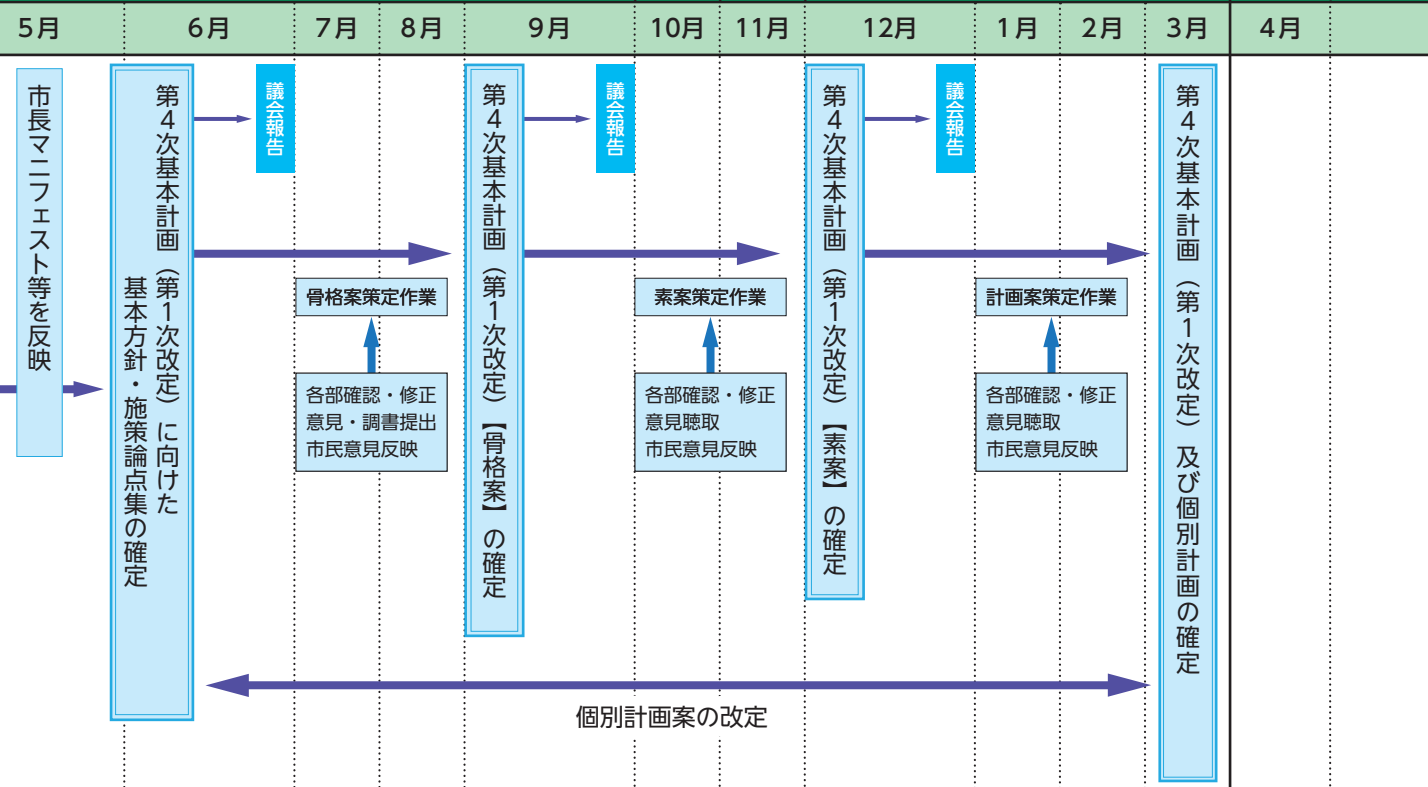 5月
6月
7月
8月
9月
10月
11月
12月
1月
2月
3月
4月
市長マニフェスト等を反映
第4次基本計画（第1次改定）に向けた
基本方針・施策論点集の確定
議会報告
骨格案策定作業
各部確認・修正
意見・調書提出
市民意見反映
第4次基本計画（第1次改定）【骨格案】の確定
議会報告
素案策定作業
各部確認・修正
意見聴取
市民意見反映
第4次基本計画（第1次改定）【素案】の確定
議会報告
計画案策定作業
各部確認・修正
意見聴取
市民意見反映
第4次基本計画（第1次改定）及び個別計画の確定
個別計画案の改定